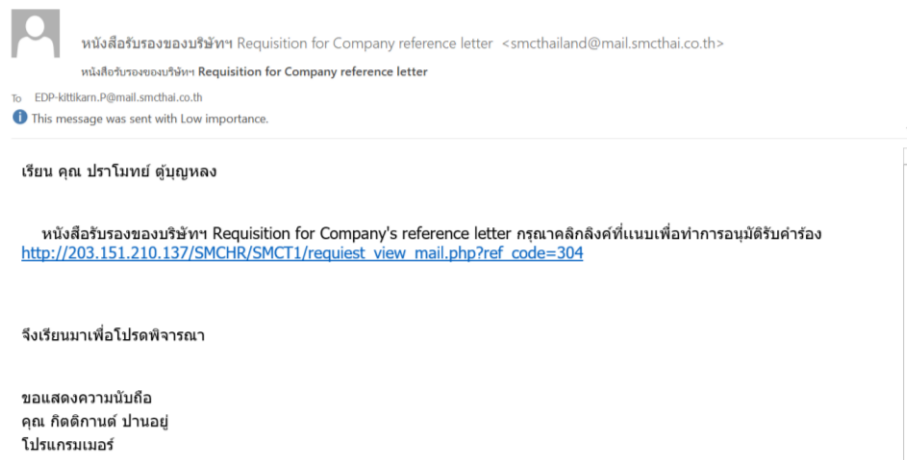 หนังสือรับรองของบริษัทฯ Requisition for Company reference letter <smcthailand@mail.smcthai.co.th>
หนังสือรับรองของบริษัทฯ Requisition for Company reference letter
To EDP-kittikarn.P@mail.smcthai.co.th
This message was sent with Low importance.
เรียน คุณ ปราโมทย์ ตู้บุญหลง
หนังสือรับรองของบริษัทฯ Requisition for Company's reference letter กรุณาคลิกลิงค์ที่แนบเพื่อทำการอนุมัติรับคำร้อง
http://203.151.210.137/SMCHR/SMCT1/requiest_view_mail.php?ref_code=304
จึงเรียนมาเพื่อโปรดพิจารณา
ขอแสดงความนับถือ
คุณ กิตติกานต์ ปานอยู่
โปรแกรมเมอร์